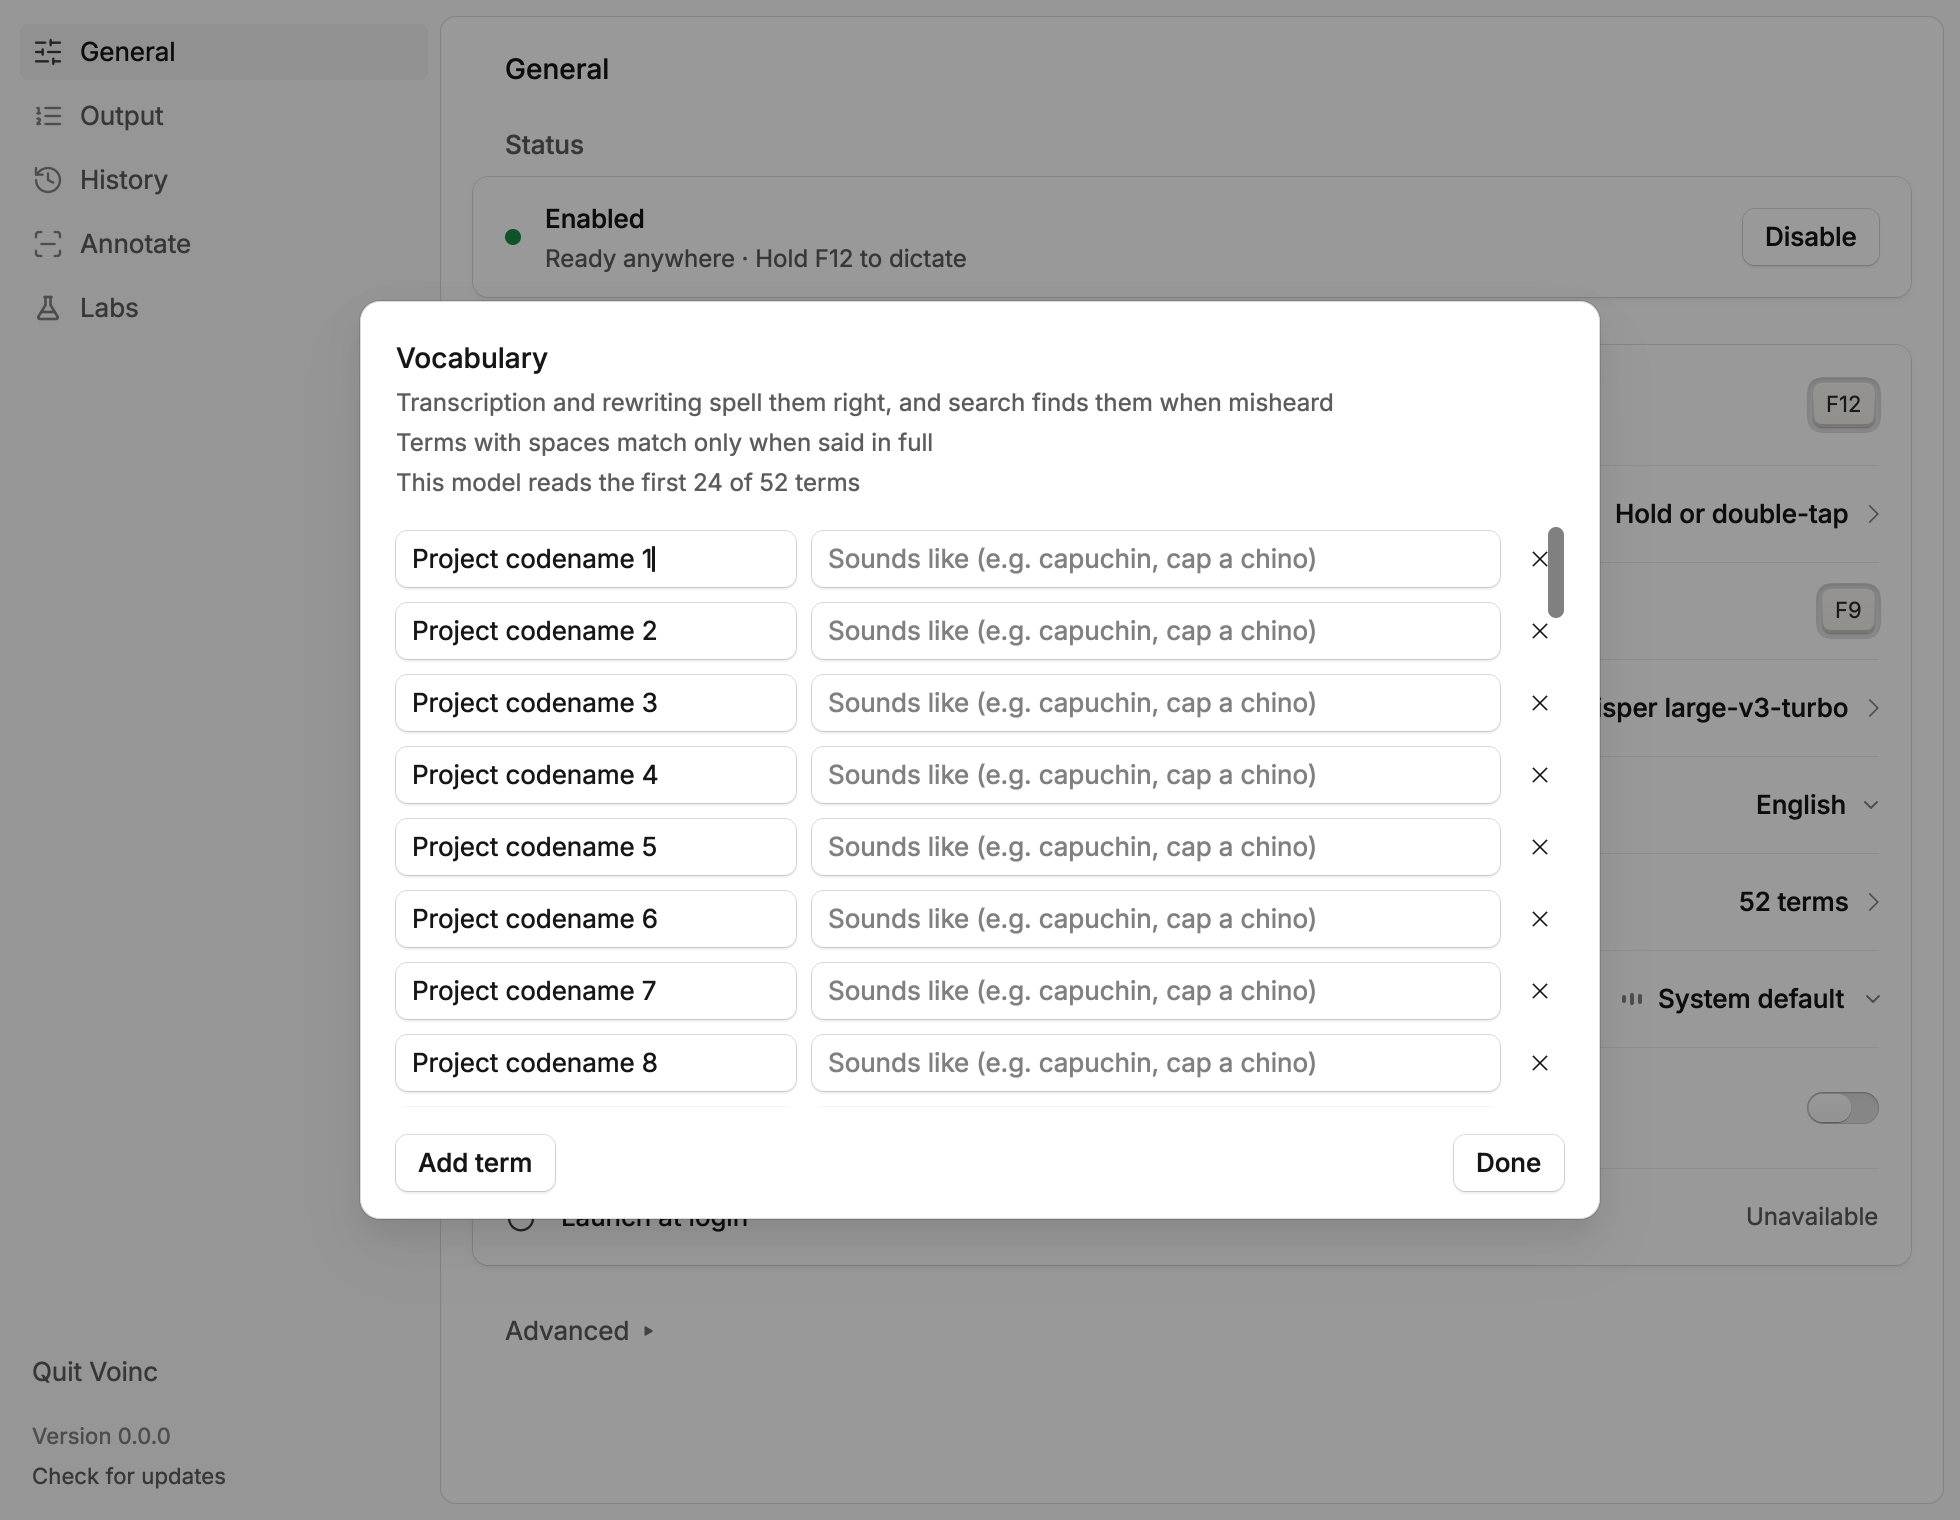 General
Output
History
Annotate
Labs
General
Status
Enabled
Ready anywhere · Hold F12 to dictate
Disable
Vocabulary
Transcription and rewriting spell them right, and search finds them when misheard
Terms with spaces match only when said in full
This model reads the first 24 of 52 terms
Project codename 1 Sounds like (e.g. capuchin, cap a chino)
Project codename 2 Sounds like (e.g. capuchin, cap a chino)
Project codename 3 Sounds like (e.g. capuchin, cap a chino)
Project codename 4 Sounds like (e.g. capuchin, cap a chino)
Project codename 5 Sounds like (e.g. capuchin, cap a chino)
Project codename 6 Sounds like (e.g. capuchin, cap a chino)
Project codename 7 Sounds like (e.g. capuchin, cap a chino)
Project codename 8 Sounds like (e.g. capuchin, cap a chino)
Add term
Done
F12
Hold or double-tap
F9
large-v3-turbo
English
52 terms
System default
Launch at login
Unavailable
Advanced
Quit Voinc
Version 0.0.0
Check for updates